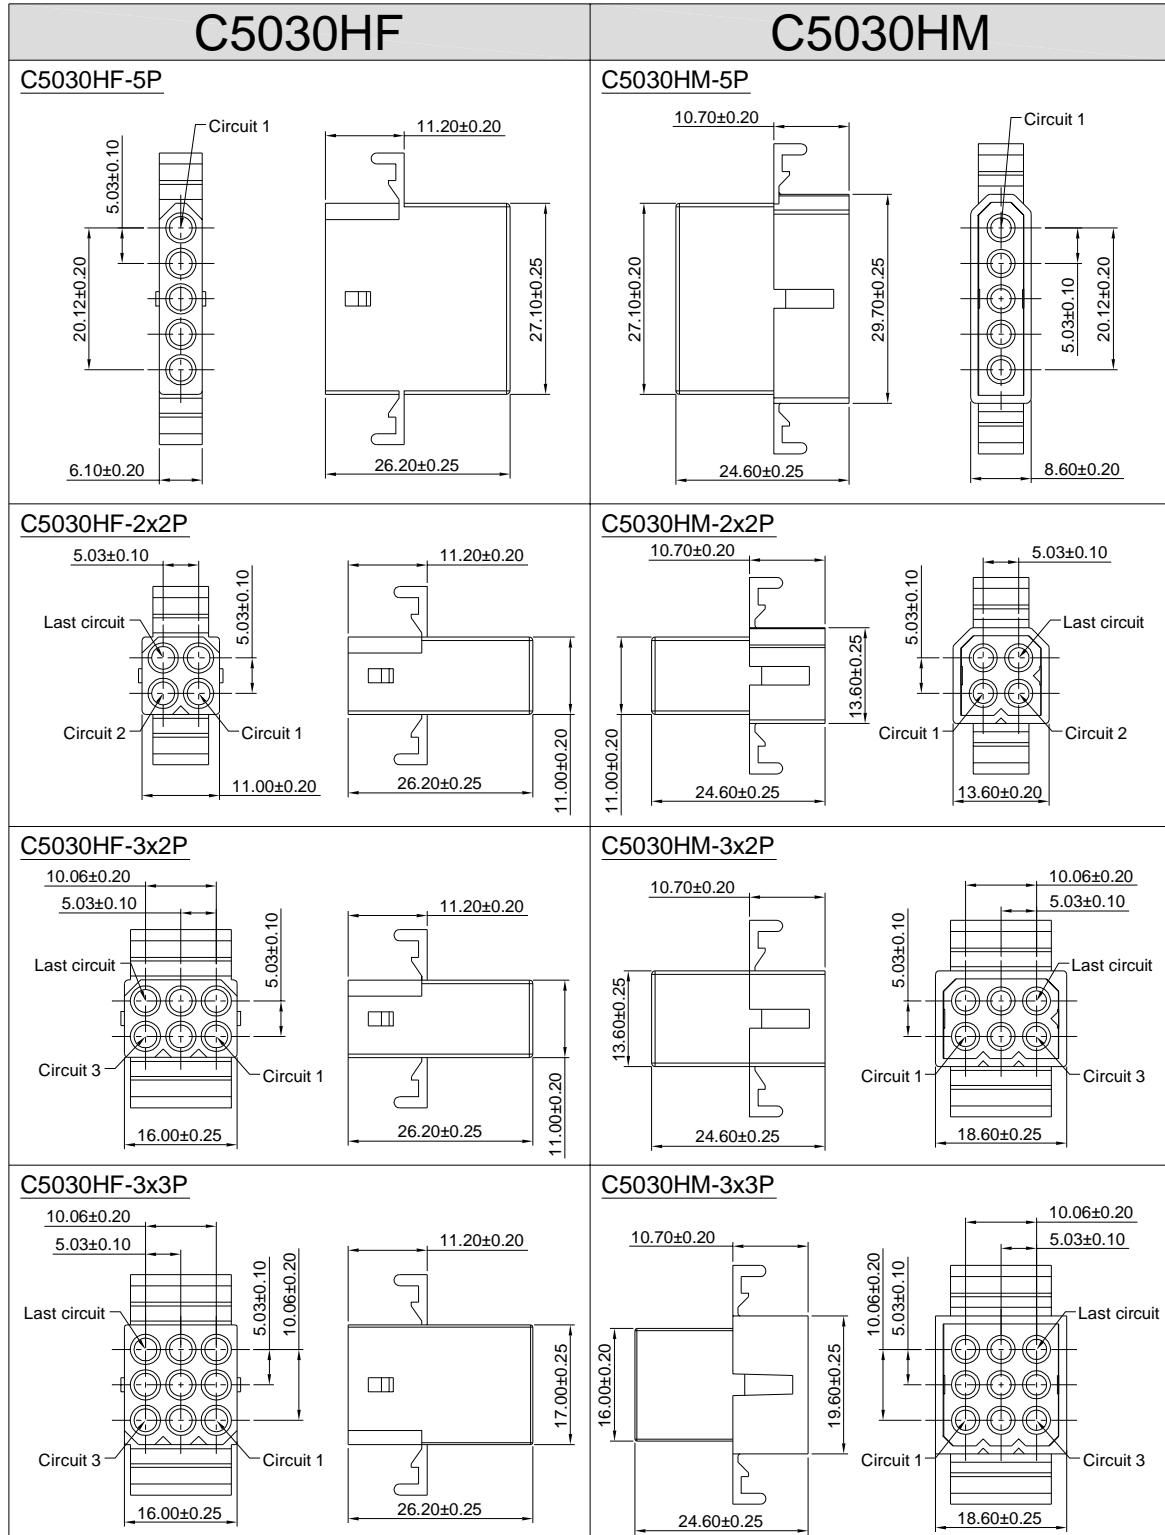 C5030HF
C5030HM
C5030HF-5P
Circuit 1
11.20±0.20
5.03±0.10
20.12±0.20
27.10±0.25
6.10±0.20
26.20±0.25
C5030HM-5P
10.70±0.20
Circuit 1
27.10±0.20
29.70±0.25
5.03±0.10
20.12±0.20
24.60±0.25
8.60±0.20
C5030HF-2x2P
5.03±0.10
11.20±0.20
5.03±0.10
Last circuit
Circuit 2
Circuit 1
11.00±0.20
26.20±0.25
11.00±0.20
C5030HM-2x2P
10.70±0.20
5.03±0.10
5.03±0.10
Last circuit
13.60±0.25
11.00±0.20
Circuit 1
Circuit 2
24.60±0.25
13.60±0.20
C5030HF-3x2P
10.06±0.20
5.03±0.10
11.20±0.20
5.03±0.10
Last circuit
Circuit 3
Circuit 1
11.00±0.20
16.00±0.25
26.20±0.25
C5030HM-3x2P
10.70±0.20
10.06±0.20
5.03±0.10
5.03±0.10
Last circuit
13.60±0.25
Circuit 1
Circuit 3
24.60±0.25
18.60±0.25
C5030HF-3x3P
10.06±0.20
5.03±0.10
11.20±0.20
5.03±0.10
10.06±0.20
Last circuit
17.00±0.25
Circuit 3
Circuit 1
16.00±0.25
26.20±0.25
C5030HM-3x3P
10.06±0.20
10.70±0.20
5.03±0.10
10.06±0.20
5.03±0.10
Last circuit
16.00±0.20
19.60±0.25
Circuit 1
Circuit 3
24.60±0.25
18.60±0.25